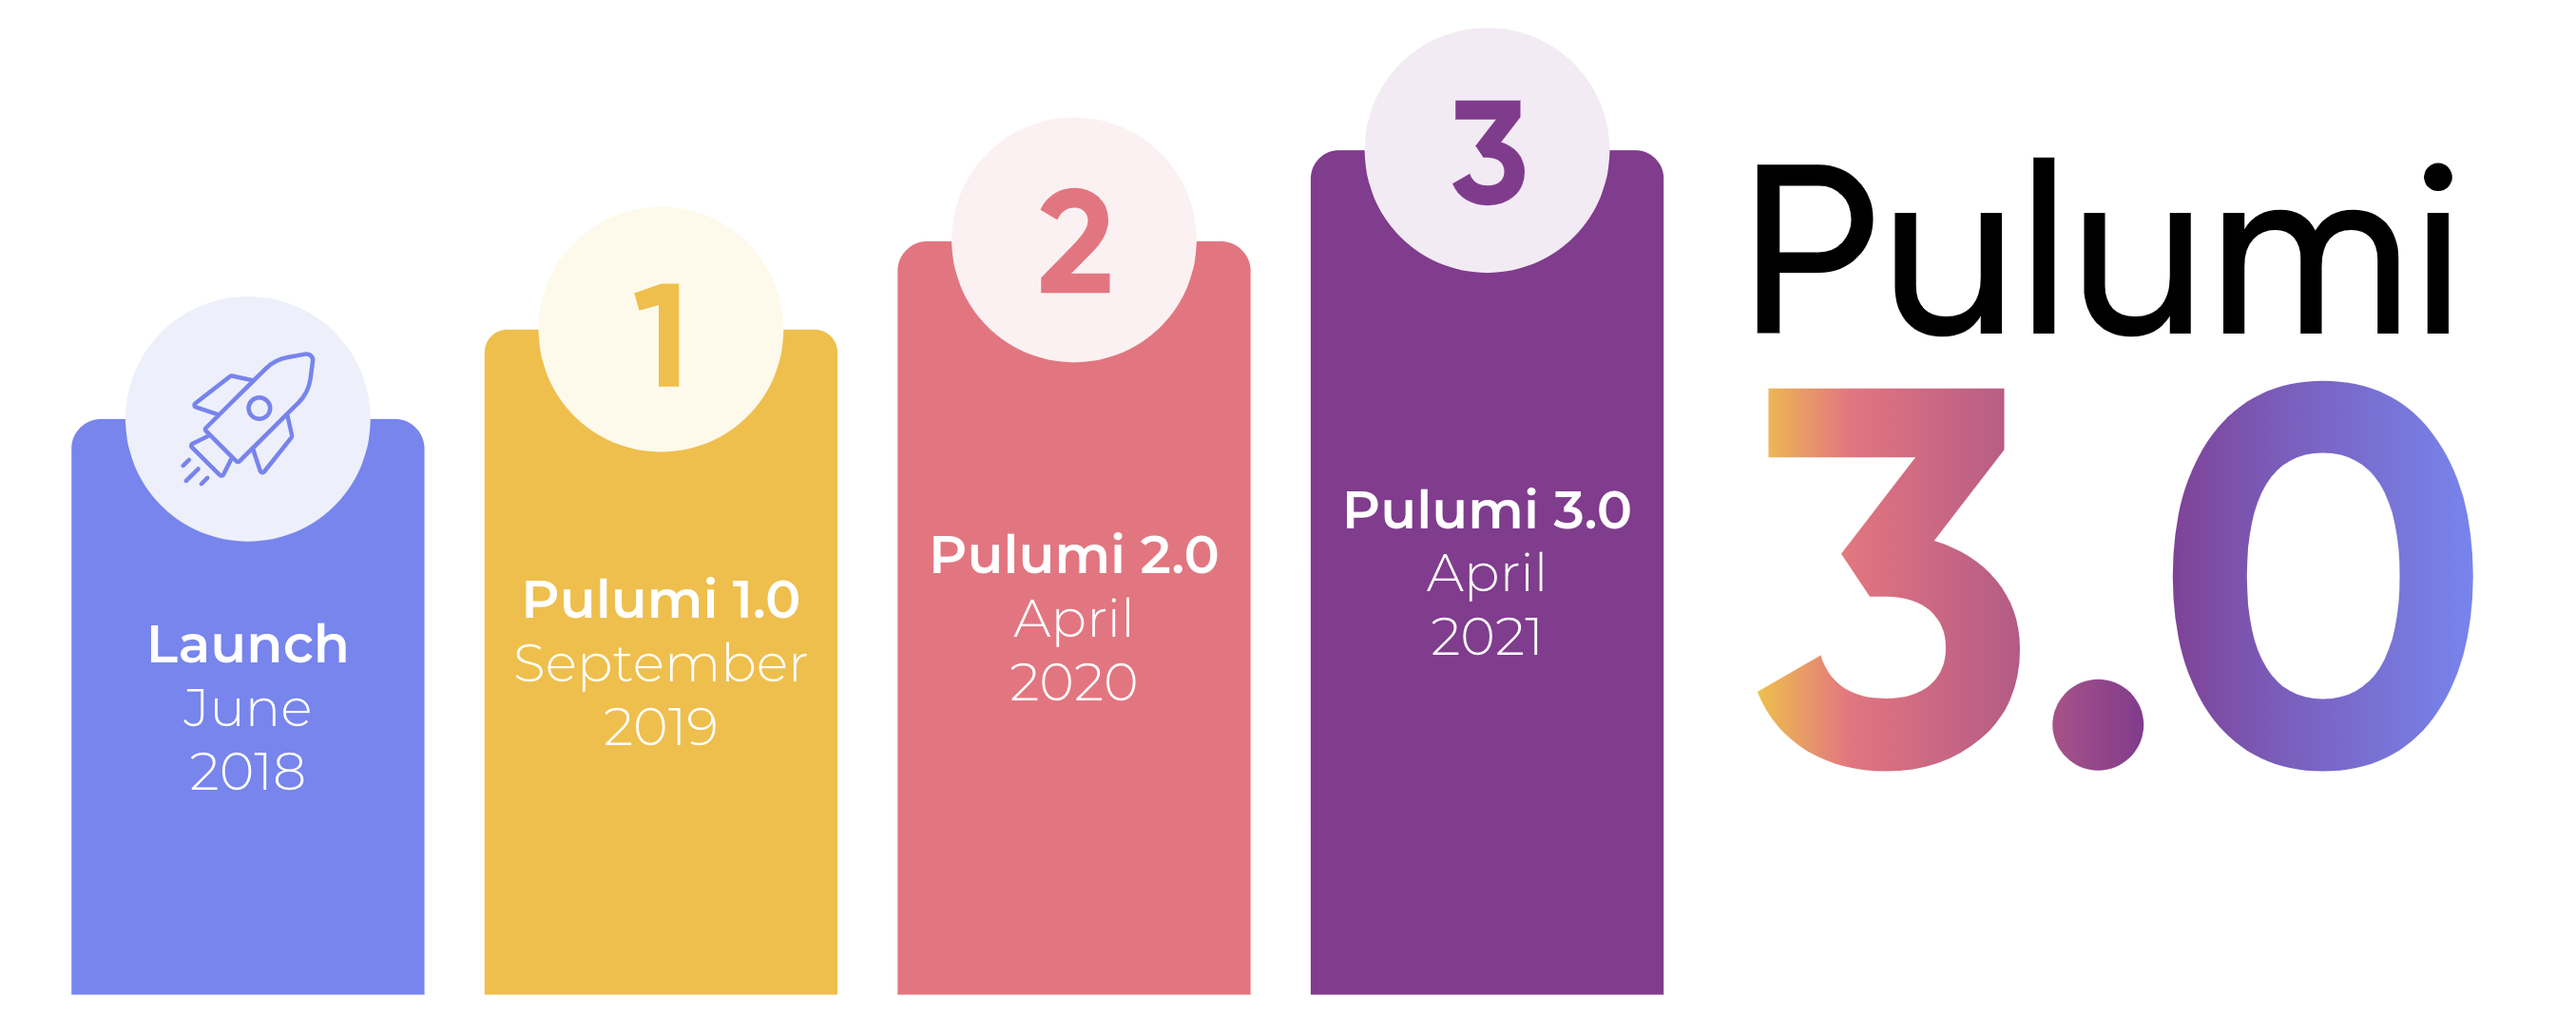 Launch
June
2018
1
Pulumi 1.0
September
2019
2
Pulumi 2.0
April
2020
3
Pulumi 3.0
April
2021
Pulumi
3.0